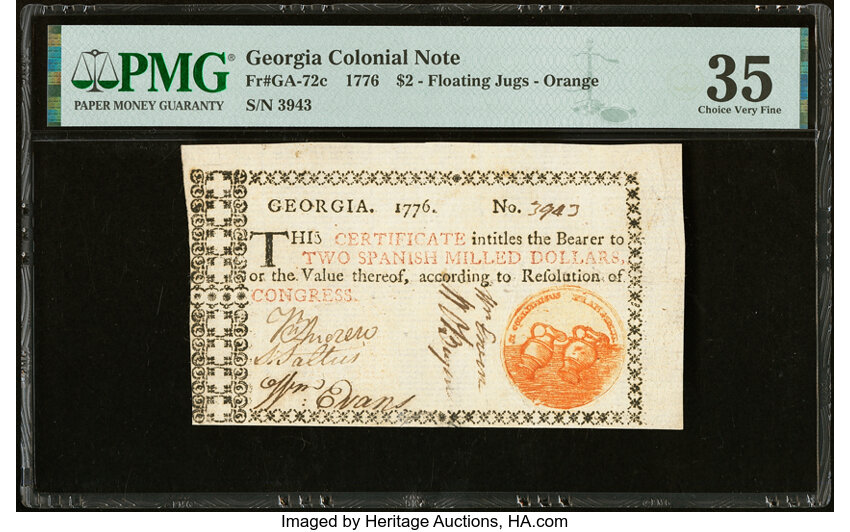 PMG®
PAPER MONEY GUARANTY
Georgia Colonial Note
Fr#GA-72c 1776 $2 - Floating Jugs - Orange
S/N 3943
35
Choice Very Fine
GEORGIA. 1776. No. 3943
THIS CERTIFICATE intitles the Bearer to
TWO SPANISH MILLED DOLLARS,
or the Value thereof, according to Resolution of
CONGRESS.
Wm Evans
Imaged by Heritage Auctions, HA.com